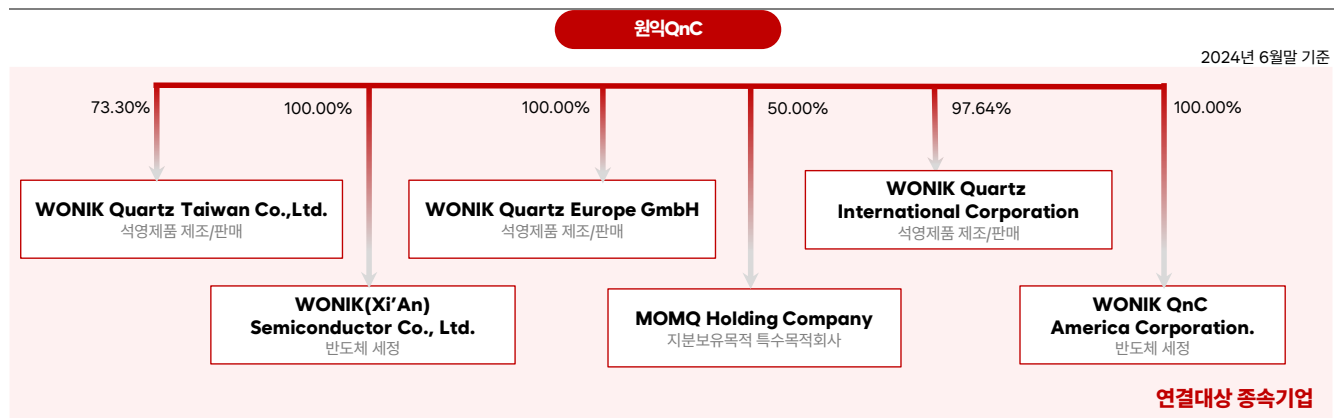 원익QnC
2024년 6월말 기준
73.30%
100.00%
100.00%
50.00%
97.64%
100.00%
WONIK Quartz Taiwan Co.,Ltd.
석영제품 제조/판매
WONIK Quartz Europe GmbH
석영제품 제조/판매
WONIK Quartz
International Corporation
석영제품 제조/판매
WONIK(Xi’An)
Semiconductor Co., Ltd.
반도체 세정
MOMQ Holding Company
지분보유목적 특수목적회사
WONIK QnC
America Corporation.
반도체 세정
연결대상 종속기업